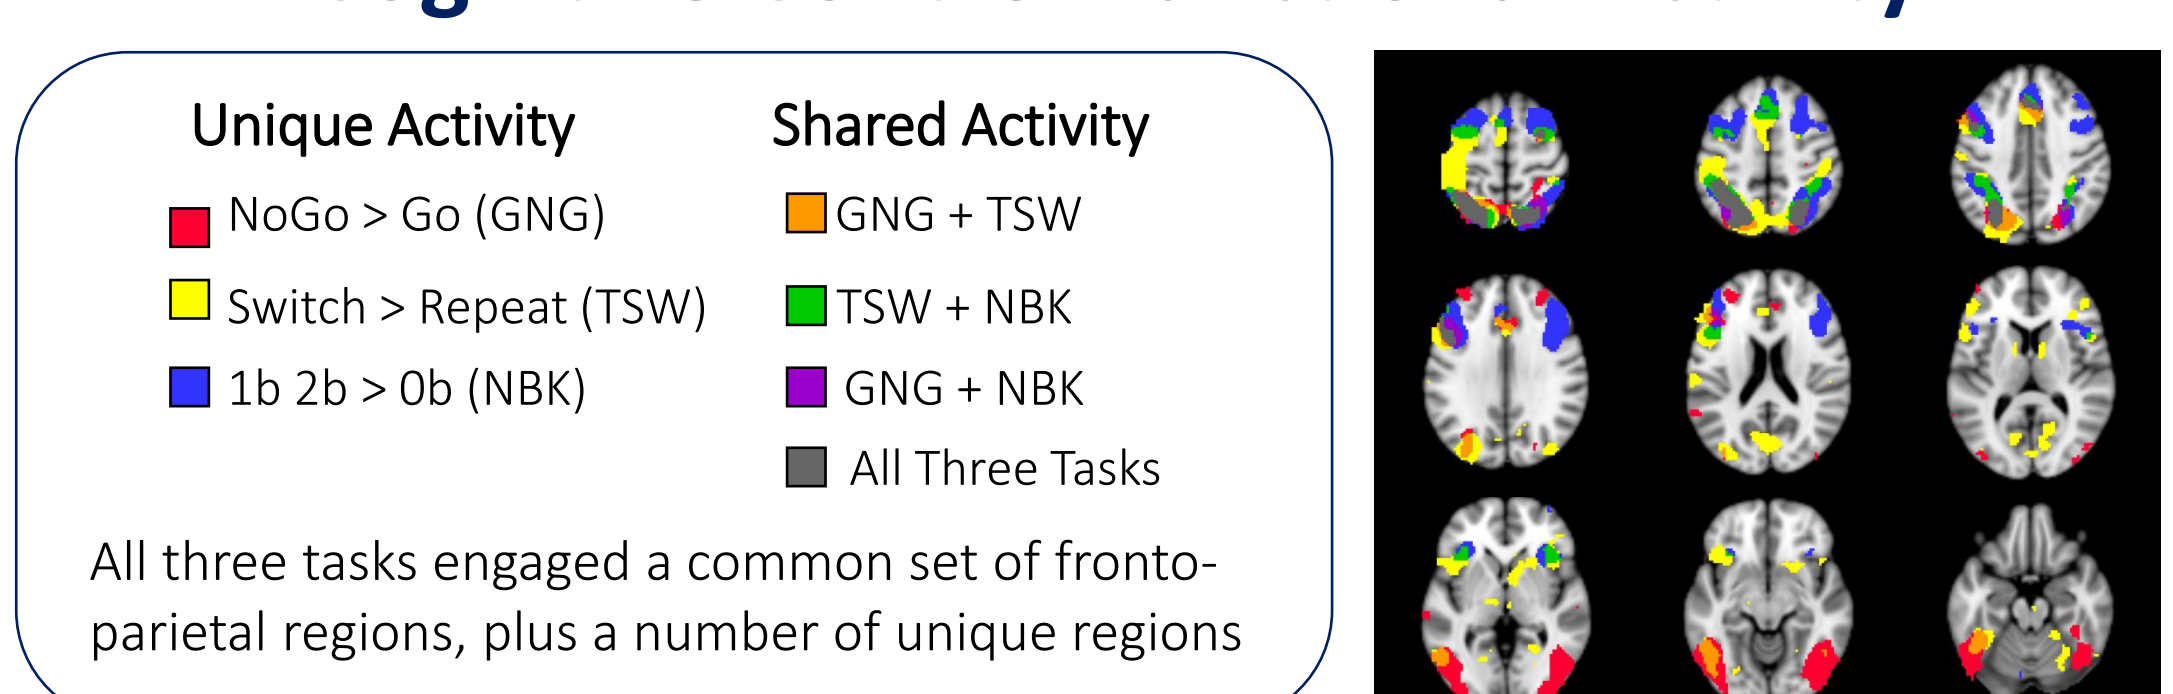 Unique Activity
NoGo > Go (GNG)
Switch > Repeat (TSW)
1b 2b > 0b (NBK)
Shared Activity
GNG + TSW
TSW + NBK
GNG + NBK
All Three Tasks
All three tasks engaged a common set of fronto-
parietal regions, plus a number of unique regions